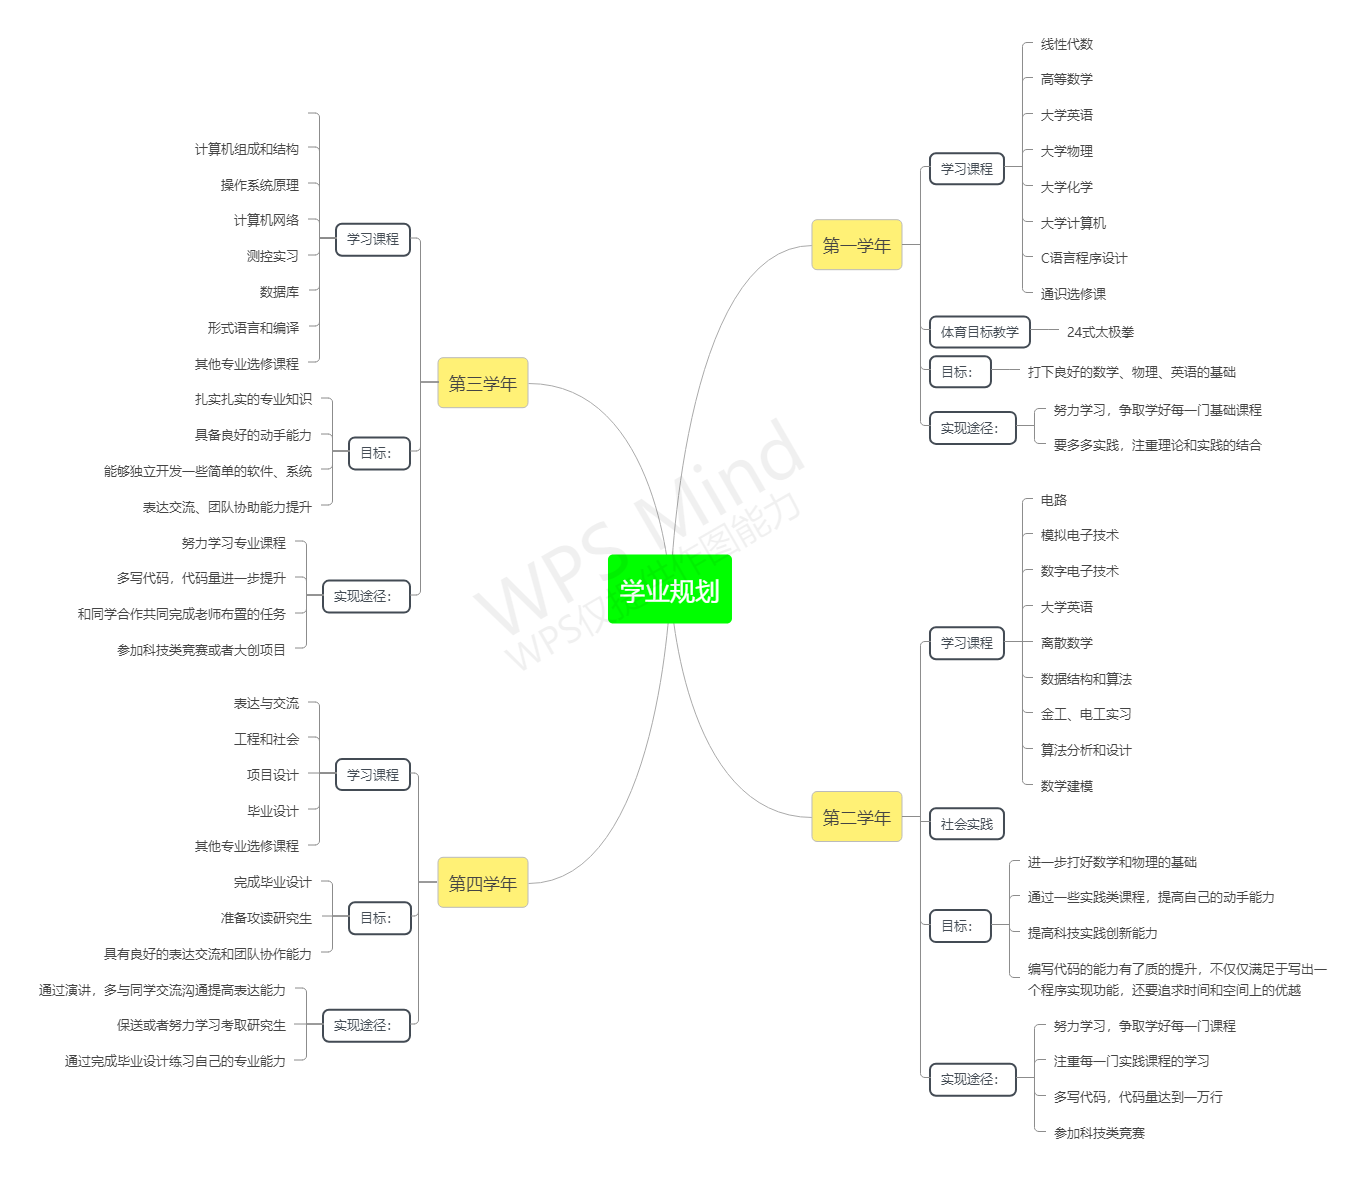 学业规划
第一学年
学习课程
线性代数
高等数学
大学英语
大学物理
大学化学
大学计算机
C语言程序设计
通识选修课
体育目标教学
24式太极拳
目标：
打下良好的数学、物理、英语的基础
实现途径：
努力学习，争取学好每一门基础课程
要多多实践，注重理论和实践的结合
第二学年
学习课程
电路
模拟电子技术
数字电子技术
大学英语
离散数学
数据结构和算法
金工、电工实习
算法分析和设计
数学建模
社会实践
目标：
进一步打好数学和物理的基础
通过一些实践类课程，提高自己的动手能力
提高科技实践创新能力
编写代码的能力有了质的提升，不仅仅满足于写出一
个程序实现功能，还要追求时间和空间上的优越
实现途径：
努力学习，争取学好每一门课程
注重每一门实践课程的学习
多写代码，代码量达到一万行
参加科技类竞赛
第三学年
学习课程
计算机组成和结构
操作系统原理
计算机网络
测控实习
数据库
形式语言和编译
其他专业选修课程
目标：
扎实扎实的专业知识
具备良好的动手能力
能够独立开发一些简单的软件、系统
表达交流、团队协助能力提升
实现途径：
努力学习专业课程
多写代码，代码量进一步提升
和同学合作共同完成老师布置的任务
参加科技类竞赛或者大创项目
第四学年
学习课程
表达与交流
工程和社会
项目设计
毕业设计
其他专业选修课程
目标：
完成毕业设计
准备攻读研究生
具有良好的表达交流和团队协作能力
实现途径：
通过演讲，多与同学交流沟通提高表达能力
保送或者努力学习考取研究生
通过完成毕业设计练习自己的专业能力
WPS Mind
WPS仅提供作图能力